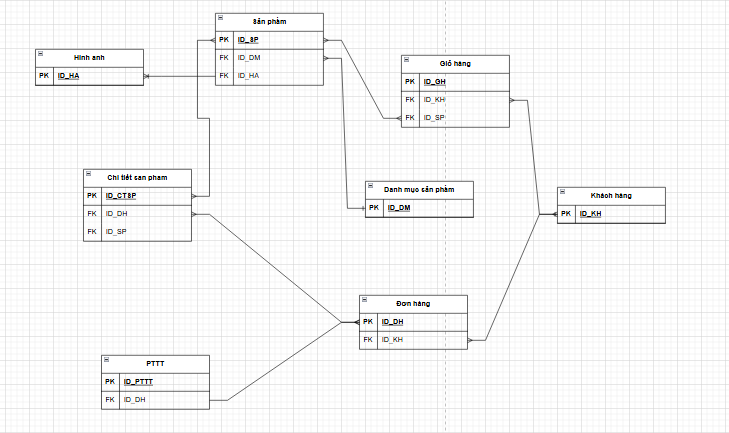 Sản phẩm
PK ID_SP
FK ID_DM
FK ID_HA
Hình anh
PK ID_HA
Giỏ hàng
PK ID_GH
FK ID_KH
FK ID_SP
Chi tiết san pham
PK ID_CTSP
FK ID_DH
FK ID_SP
Danh mục sản phẩm
PK ID_DM
Khách hàng
PK ID_KH
Đơn hàng
PK ID_DH
FK ID_KH
PTTT
PK ID_PTTT
FK ID_DH